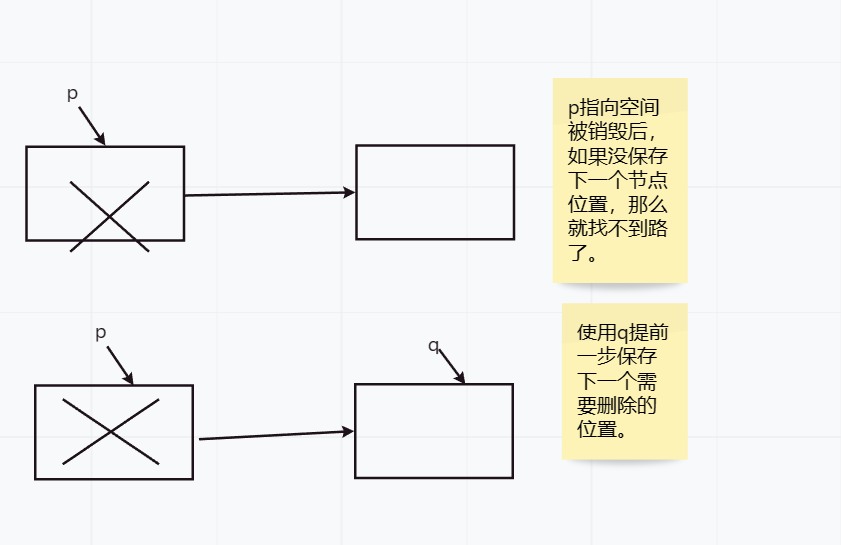 p
p指向空间
被销毁后，
如果没保存
下一个节点
位置，那么
就找不到路
了。
p
q
使用q提前
一步保存
下一个需
要删除的
位置。